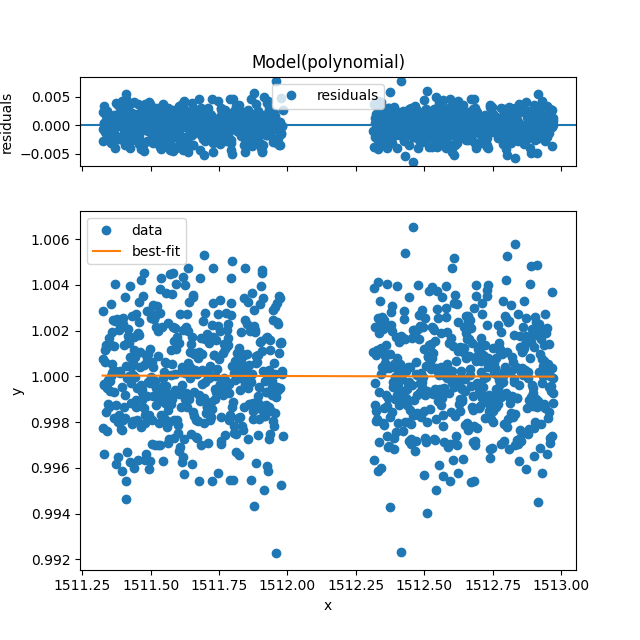 Model(polynomial)
residuals
0.005
0.000
−0.005
residuals
y
1.006
1.004
1.002
1.000
0.998
0.996
0.994
0.992
data
best-fit
1511.25 1511.50 1511.75 1512.00 1512.25 1512.50 1512.75 1513.00
x